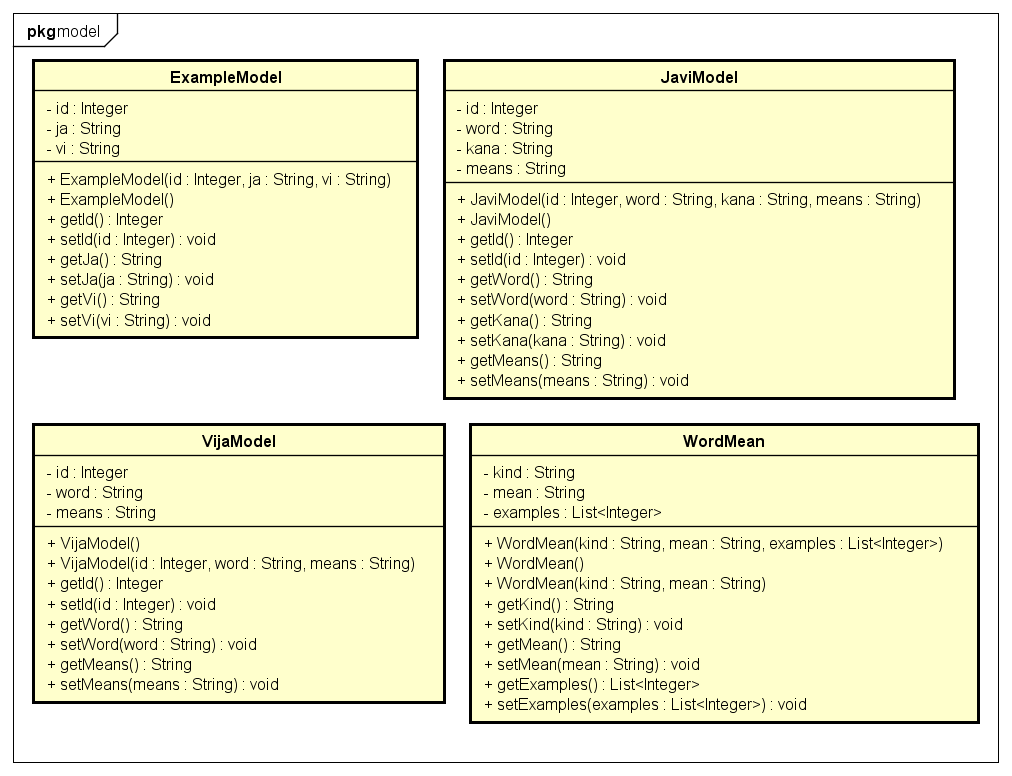 pkg model
ExampleModel
- id : Integer
- ja : String
- vi : String
+ ExampleModel(id : Integer, ja : String, vi : String)
+ ExampleModel()
+ getId() : Integer
+ setId(id : Integer) : void
+ getJa() : String
+ setJa(ja : String) : void
+ getVi() : String
+ setVi(vi : String) : void
JaviModel
- id : Integer
- word : String
- kana : String
- means : String
+ JaviModel(id : Integer, word : String, kana : String, means : String)
+ JaviModel()
+ getId() : Integer
+ setId(id : Integer) : void
+ getWord() : String
+ setWord(word : String) : void
+ getKana() : String
+ setKana(kana : String) : void
+ getMeans() : String
+ setMeans(means : String) : void
VijaModel
- id : Integer
- word : String
- means : String
+ VijaModel()
+ VijaModel(id : Integer, word : String, means : String)
+ getId() : Integer
+ setId(id : Integer) : void
+ getWord() : String
+ setWord(word : String) : void
+ getMeans() : String
+ setMeans(means : String) : void
WordMean
- kind : String
- mean : String
- examples : List<Integer>
+ WordMean(kind : String, mean : String, examples : List<Integer>)
+ WordMean()
+ WordMean(kind : String, mean : String)
+ getKind() : String
+ setKind(kind : String) : void
+ getMean() : String
+ setMean(mean : String) : void
+ getExamples() : List<Integer>
+ setExamples(examples : List<Integer>) : void